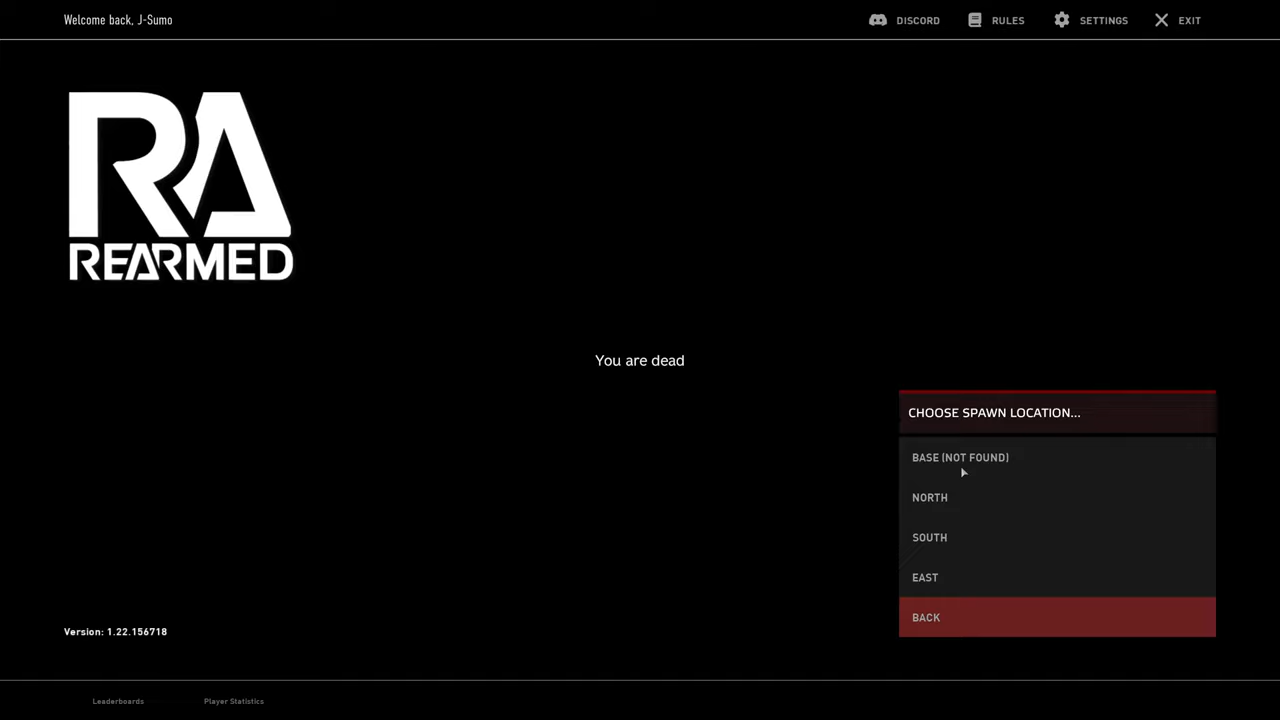 Welcome back, J-Sumo
DISCORD
RULES
SETTINGS
EXIT
RA
REARMED
You are dead
CHOOSE SPAWN LOCATION...
BASE (NOT FOUND)
NORTH
SOUTH
EAST
BACK
Version: 1.22.156718
Leaderboards
Player Statistics